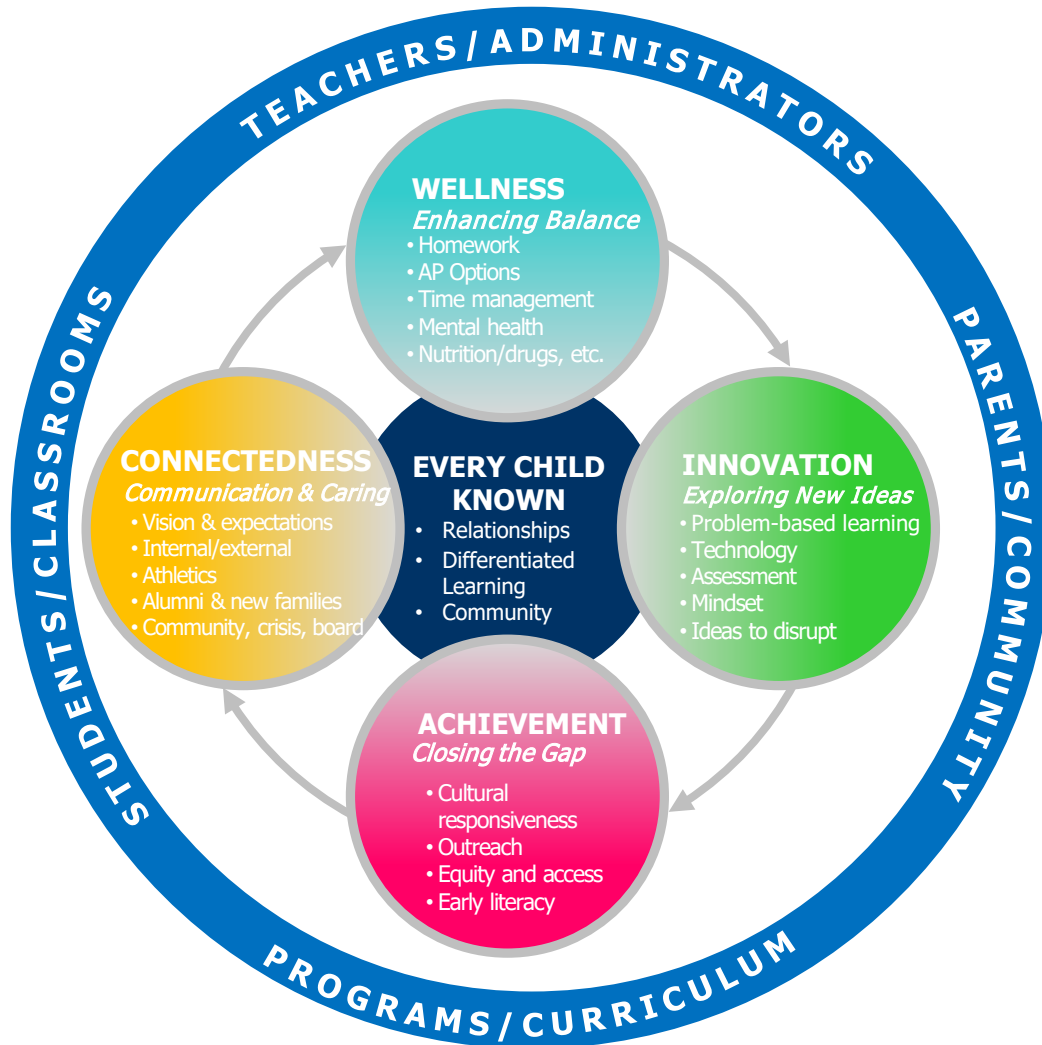 TEACHERS/ADMINISTRATORS
WELLNESS
Enhancing Balance
• Homework
• AP Options
• Time management
• Mental health
• Nutrition/drugs, etc.
STUDENTS/CLASSROOMS
PARENTS/COMMUNITY
CONNECTEDNESS
Communication & Caring
• Vision & expectations
• Internal/external
• Athletics
• Alumni & new families
• Community, crisis, board
EVERY CHILD
KNOWN
• Relationships
• Differentiated
Learning
• Community
INNOVATION
Exploring New Ideas
• Problem-based learning
• Technology
• Assessment
• Mindset
• Ideas to disrupt
ACHIEVEMENT
Closing the Gap
• Cultural
responsiveness
• Outreach
• Equity and access
• Early literacy
PROGRAMS/CURRICULUM